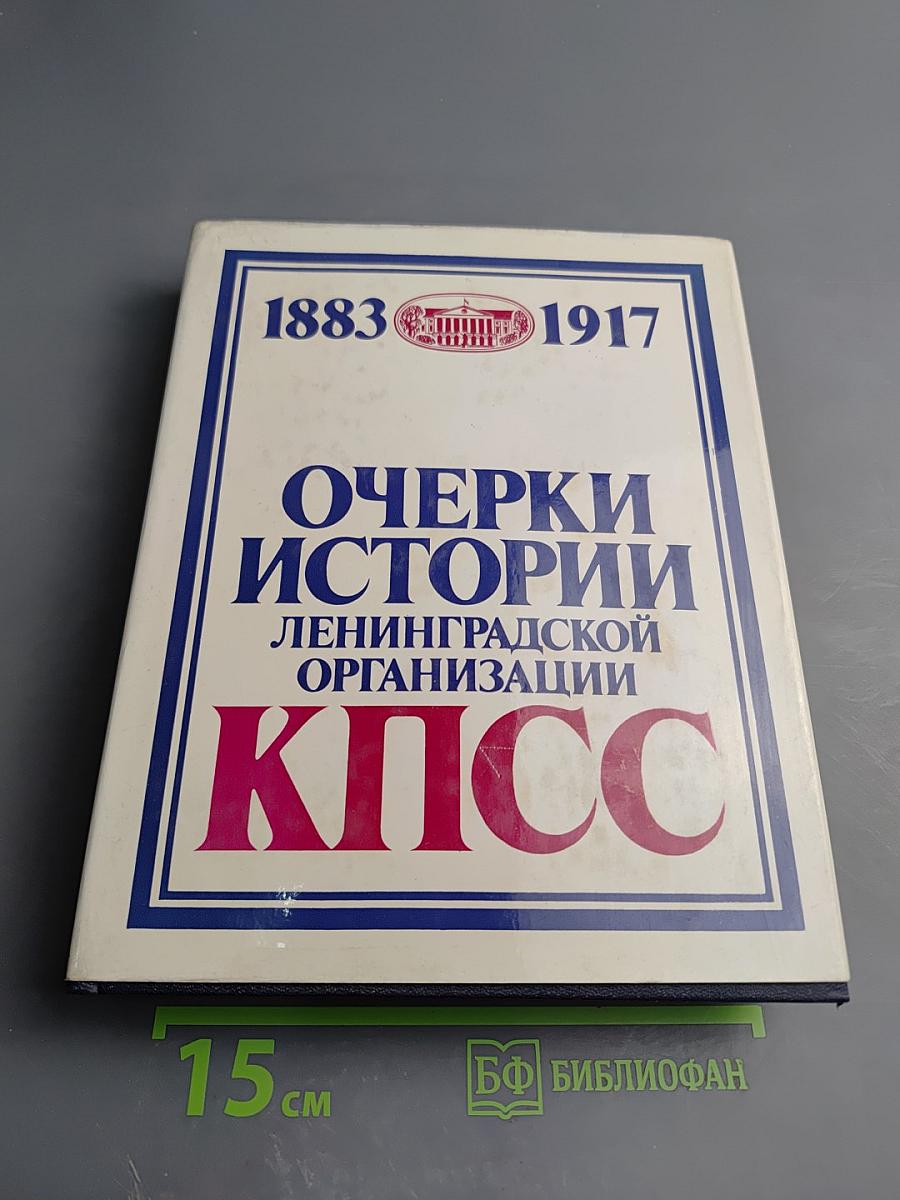 1883 1917
ОЧЕРКИ
ИСТОРИИ
ЛЕНИНГРАДСКОЙ
ОРГАНИЗАЦИИ
КПСС
15 см БФ БИБЛИОФАН